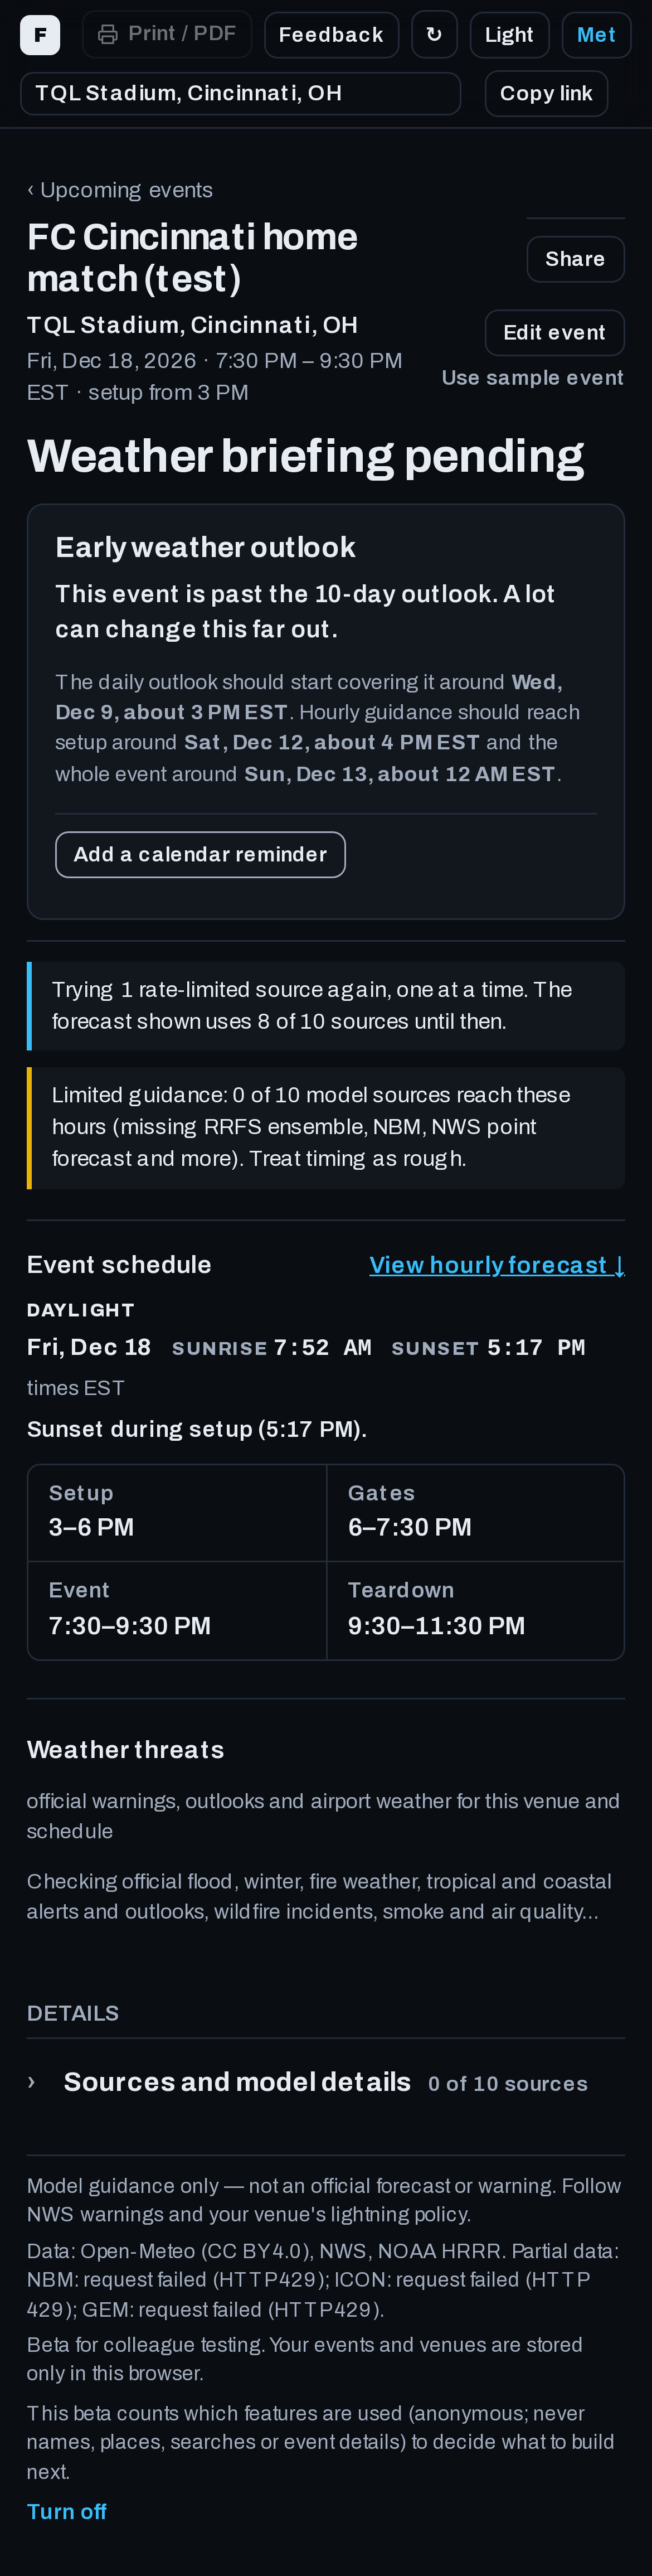 F
Print / PDF
Feedback
↻
Light
Met
TQL Stadium, Cincinnati, OH
Copy link
‹ Upcoming events
FC Cincinnati home
match (test)
Share
TQL Stadium, Cincinnati, OH
Edit event
Fri, Dec 18, 2026 · 7:30 PM – 9:30 PM
EST · setup from 3 PM
Use sample event
Weather briefing pending
Early weather outlook
This event is past the 10-day outlook. A lot
can change this far out.
The daily outlook should start covering it around Wed,
Dec 9, about 3 PM EST. Hourly guidance should reach
setup around Sat, Dec 12, about 4 PM EST and the
whole event around Sun, Dec 13, about 12 AM EST.
Add a calendar reminder
Trying 1 rate-limited source again, one at a time. The
forecast shown uses 8 of 10 sources until then.
Limited guidance: 0 of 10 model sources reach these
hours (missing RRFS ensemble, NBM, NWS point
forecast and more). Treat timing as rough.
Event schedule
View hourly forecast ↓
DAYLIGHT
Fri, Dec 18 SUNRISE 7:52 AM SUNSET 5:17 PM
times EST
Sunset during setup (5:17 PM).
Setup
3–6 PM
Gates
6–7:30 PM
Event
7:30–9:30 PM
Teardown
9:30–11:30 PM
Weather threats
official warnings, outlooks and airport weather for this venue and
schedule
Checking official flood, winter, fire weather, tropical and coastal
alerts and outlooks, wildfire incidents, smoke and air quality…
DETAILS
› Sources and model details 0 of 10 sources
Model guidance only — not an official forecast or warning. Follow
NWS warnings and your venue's lightning policy.
Data: Open-Meteo (CC BY 4.0), NWS, NOAA HRRR. Partial data:
NBM: request failed (HTTP 429); ICON: request failed (HTTP
429); GEM: request failed (HTTP 429).
Beta for colleague testing. Your events and venues are stored
only in this browser.
This beta counts which features are used (anonymous; never
names, places, searches or event details) to decide what to build
next.
Turn off